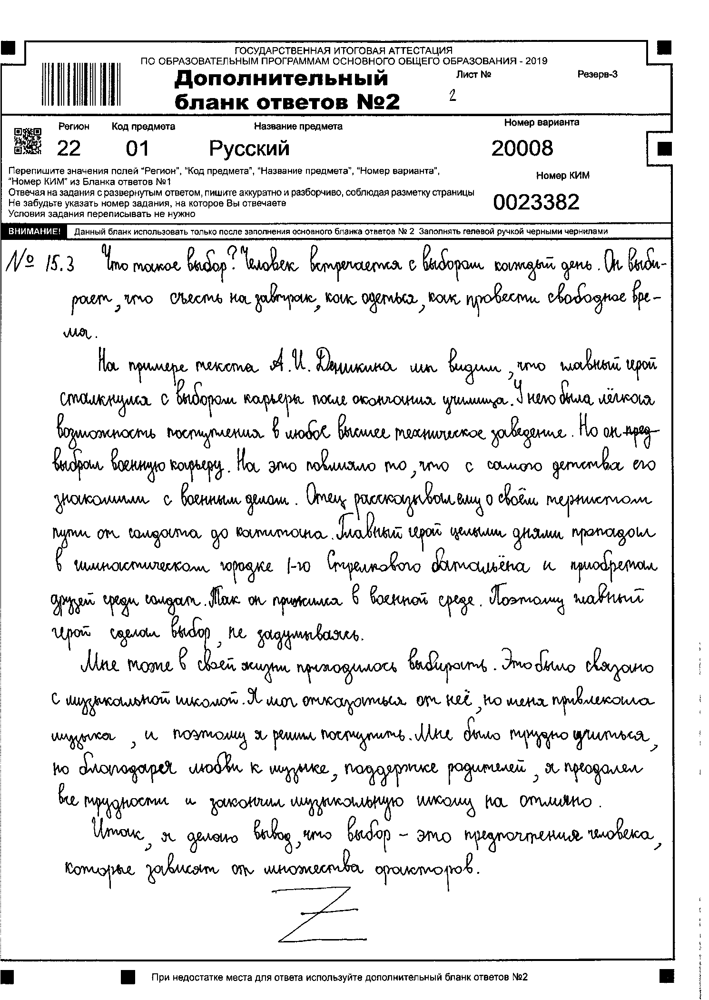 ГОСУДАРСТВЕННАЯ ИТОГОВАЯ АТТЕСТАЦИЯ
ПО ОБРАЗОВАТЕЛЬНЫМ ПРОГРАММАМ ОСНОВНОГО ОБЩЕГО ОБРАЗОВАНИЯ - 2019
Дополнительный
бланк ответов №2
Лист №
2
Резерв-3
Регион Код предмета Название предмета Номер варианта
22 01 Русский 20008
Перепишите значения полей "Регион", "Код предмета", "Название предмета", "Номер варианта",
"Номер КИМ" из Бланка ответов №1
Отвечая на задания с развернутым ответом, пишите аккуратно и разборчиво, соблюдая разметку страницы
Не забудьте указать номер задания, на которое Вы отвечаете
Условия задания переписывать не нужно
Номер КИМ
0023382
ВНИМАНИЕ! Данный бланк использовать только после заполнения основного бланка ответов № 2 Заполнять гелевой ручкой черными чернилами
№ 15.3 Что такое выбор? Человек встречается с выбором каждый день. Он выби-
рает, что съесть на завтрак, как одеться, как провести свободное вре-
мя.
На примере текста А.И. Деникина мы видим, что главный герой
сталкнулся с выбором карьеры после окончания училища. У него была лёгкая
возможность поступления в любое высшее техническое заведение. Но он пред
выбрал военную карьеру. На это повлияло то, что с самого детства его
знакомили с военным делом. Отец рассказывал ему о своём тернистом
пути от солдата до капитана. Главный герой целыми днями пропадал
в гимнастическом городке 1-го Стрелкового батальёна и приобретал
друзей среди солдат. Так он прижился в военной среде. Поэтому главный
герой сделал выбор, не задумываясь.
Мне тоже в своей жизни приходилось выбирать. Это было связано
с музыкальной школой. Я мог отказаться от неё, но меня привлекала
музыка, и поэтому я решил поступить. Мне было трудно учиться,
но благодаря любви к музыке, поддержке родителей, я преодолел
все трудности и закончил музыкальную школу на отлично.
Итак, я делаю вывод, что выбор - это предпочтения человека,
которые зависят от множества факторов.
Z
При недостатке места для ответа используйте дополнительный бланк ответов №2